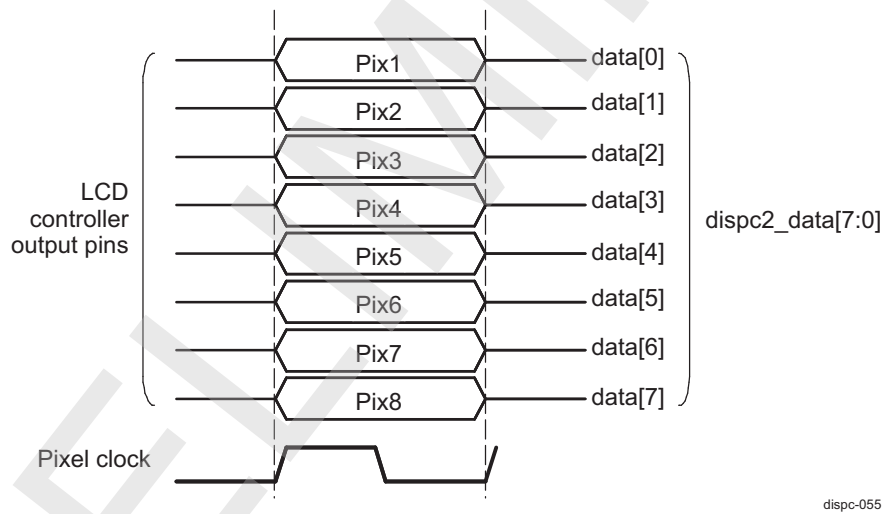 Pix1 data[0]
Pix2 data[1]
Pix3 data[2]
LCD
controller
output pins
Pix4 data[3]
dispc2_data[7:0]
Pix5 data[4]
Pix6 data[5]
Pix7 data[6]
Pix8 data[7]
Pixel clock
dispc-055